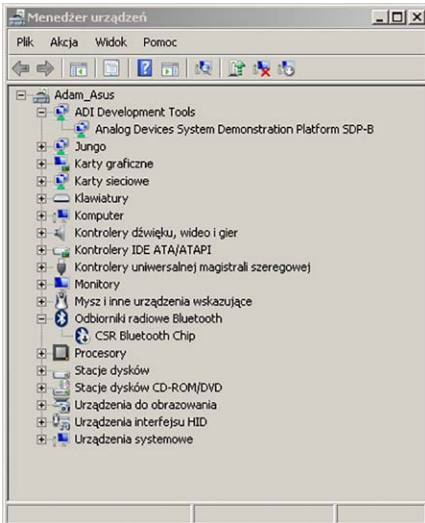 Menedżer urządzeń
Plik Akcja Widok Pomoc
Adam_Asus
ADI Development Tools
Analog Devices System Demonstration Platform SDP-B
Jungo
Karty graficzne
Karty sieciowe
Klawiatury
Komputer
Kontrolery dźwięku, wideo i gier
Kontrolery IDE ATA/ATAPI
Kontrolery uniwersalnej magistrali szeregowej
Monitory
Mysz i inne urządzenia wskazujące
Odbiorniki radiowe Bluetooth
CSR Bluetooth Chip
Procesory
Stacje dysków
Stacje dysków CD-ROM/DVD
Urządzenia do obrazowania
Urządzenia interfejsu HID
Urządzenia systemowe